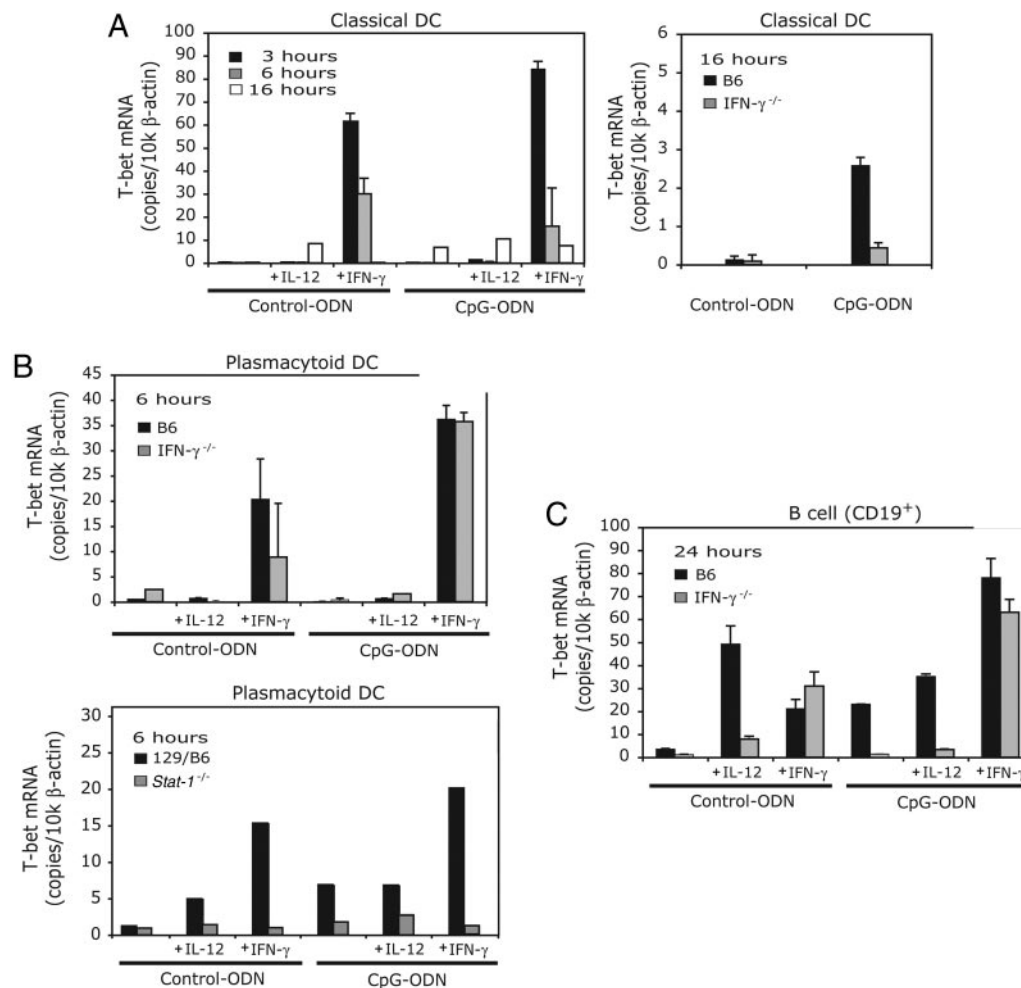 A
Classical DC
T-bet mRNA
(copies/10k β-actin)
100
90
80
70
60
50
40
30
20
10
0
3 hours
6 hours
16 hours
+IL-12
+IFN-γ
+IL-12
+IFN-γ
Control-ODN
CpG-ODN
Classical DC
T-bet mRNA
(copies/10k β-actin)
6
5
4
3
2
1
0
16 hours
B6
IFN-γ-/-
Control-ODN
CpG-ODN
B
Plasmacytoid DC
T-bet mRNA
(copies/10k β-actin)
45
40
35
30
25
20
15
10
5
0
6 hours
B6
IFN-γ -/-
+IL-12
+IFN-γ
+IL-12
+IFN-γ
Control-ODN
CpG-ODN
Plasmacytoid DC
T-bet mRNA
(copies/10k β-actin)
30
25
20
15
10
5
0
6 hours
129/B6
Stat-1-/-
+IL-12
+IFN-γ
+IL-12
+IFN-γ
Control-ODN
CpG-ODN
C
B cell (CD19+)
T-bet mRNA
(copies/10k β-actin)
100
90
80
70
60
50
40
30
20
10
0
24 hours
B6
IFN-γ-/-
+IL-12
+IFN-γ
+IL-12
+IFN-γ
Control-ODN
CpG-ODN